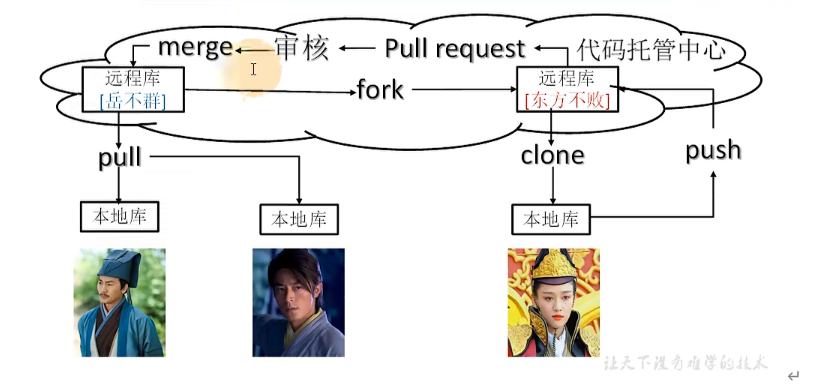 merge 审核 Pull request 代码托管中心
远程库
[岳不群]
fork
远程库
[东方不败]
pull
clone
push
本地库
本地库
本地库
让天下没有难学的技术